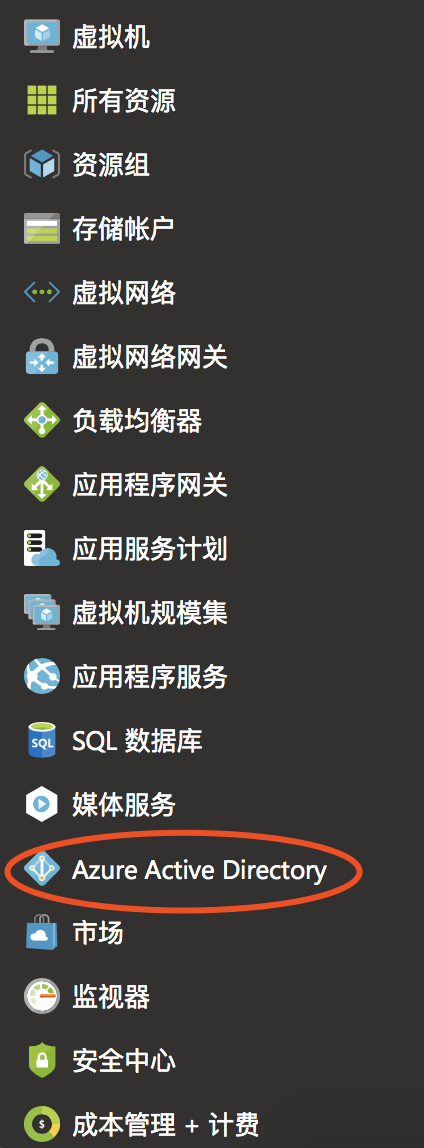 虚拟机
所有资源
资源组
存储帐户
虚拟网络
虚拟网络网关
负载均衡器
应用程序网关
应用服务计划
虚拟机规模集
应用程序服务
SQL
SQL 数据库
媒体服务
Azure Active Directory
市场
监视器
安全中心
$
成本管理 + 计费